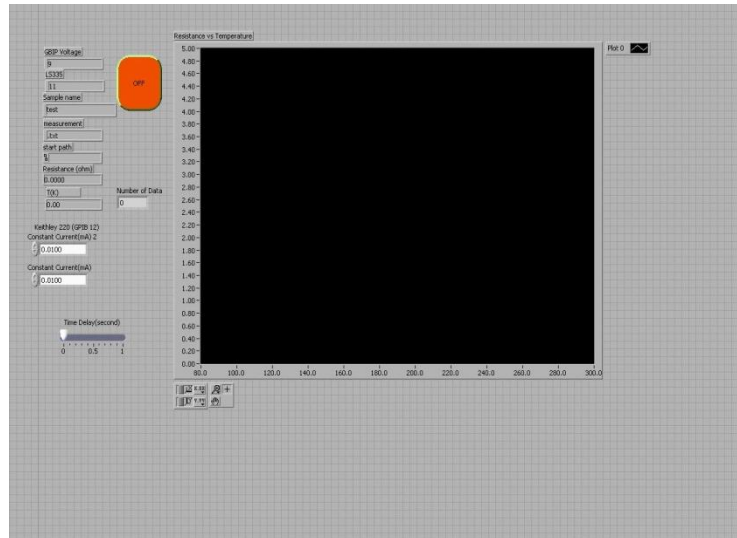 Resistance vs Temperature
Plot 0
GBIP Voltage
9
LS335
11
OFF
Sample name
test
measurement
.txt
start path
%
Resistance (ohm)
0.0000
T(K)
0.00
Number of Data
0
Keithley 220 (GPIB 12)
Constant Current(mA) 2
0.0100
Constant Current(mA)
0.0100
Time Delay(second)
0 0.5 1
5.00
4.80
4.60
4.40
4.20
4.00
3.80
3.60
3.40
3.20
3.00
2.80
2.60
2.40
2.20
2.00
1.80
1.60
1.40
1.20
1.00
0.80
0.60
0.40
0.20
0.00
80.0 100.0 120.0 140.0 160.0 180.0 200.0 220.0 240.0 260.0 280.0 300.0